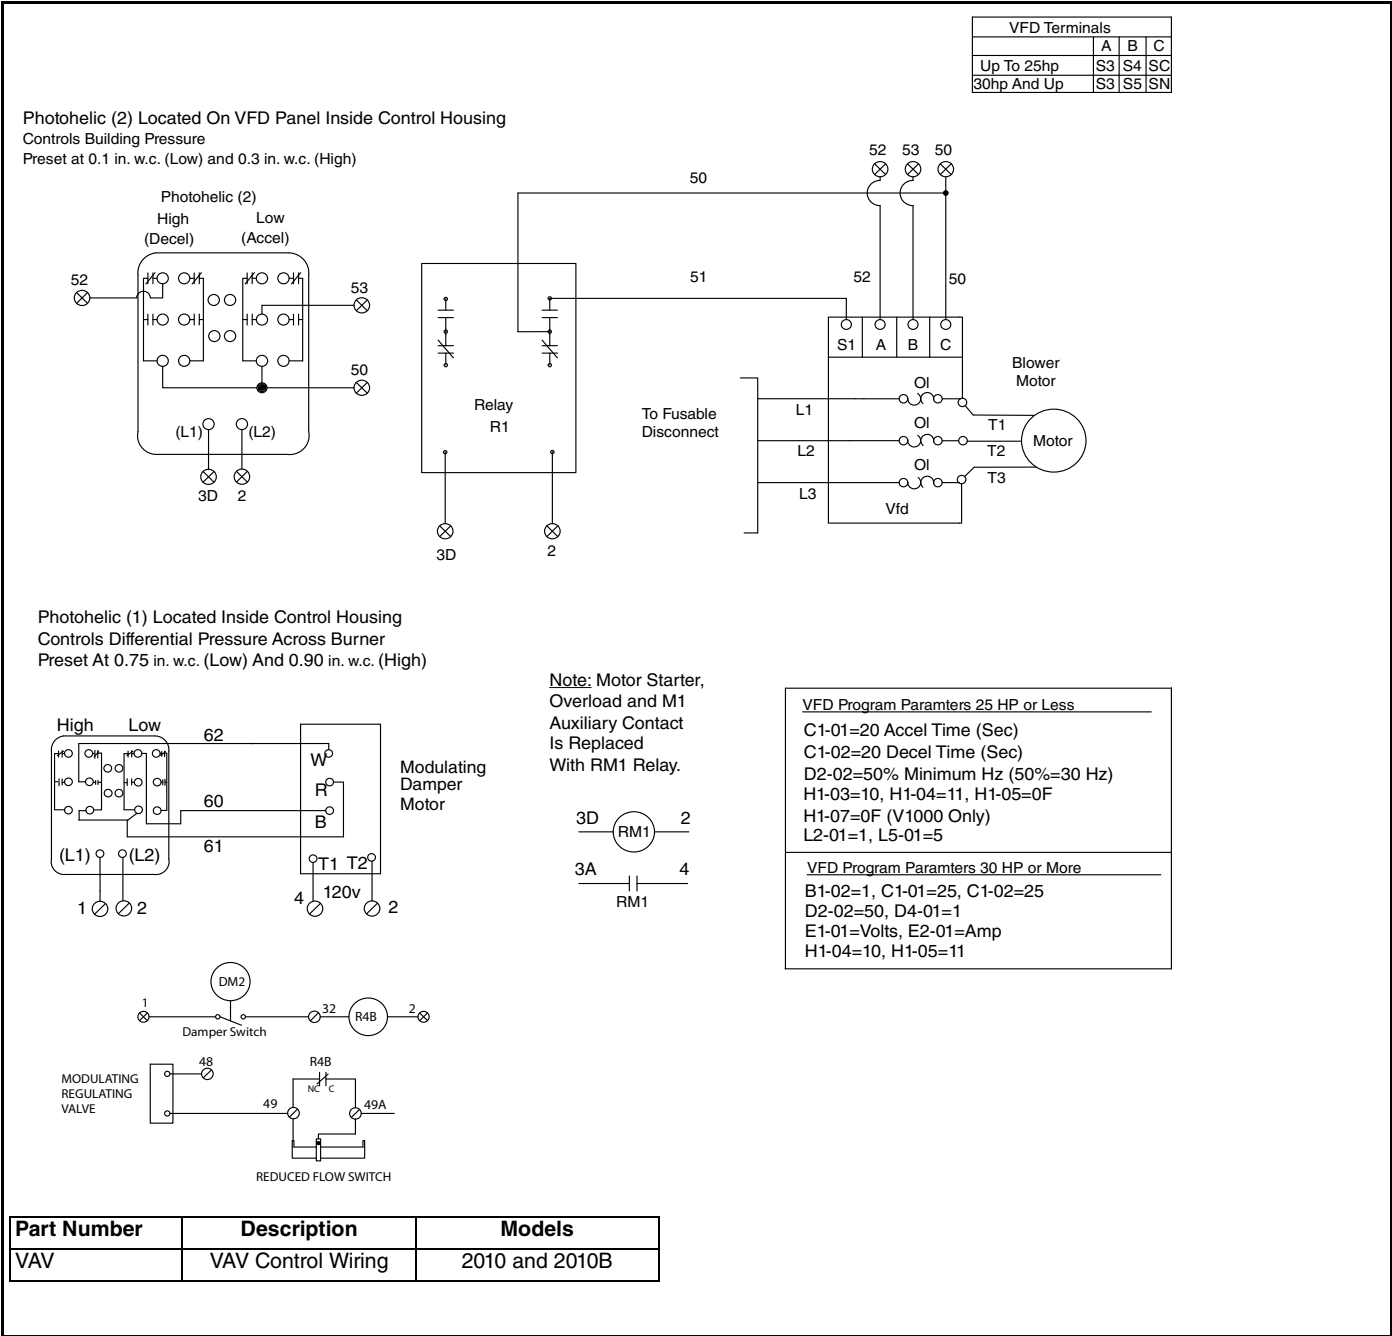 VFD Terminals
A B C
Up To 25hp S3 S4 SC
30hp And Up S3 S5 SN
Photohelic (2) Located On VFD Panel Inside Control Housing
Controls Building Pressure
Preset at 0.1 in. w.c. (Low) and 0.3 in. w.c. (High)
Photohelic (2)
High
(Decel)
Low
(Accel)
52
53
50
(L1)
(L2)
3D
2
50
51
Relay
R1
3D
2
52 53 50
52
50
S1 A B C
To Fusable
Disconnect
L1
L2
L3
Ol
Ol
Ol
Vfd
Blower
Motor
T1
T2
T3
Motor
Photohelic (1) Located Inside Control Housing
Controls Differential Pressure Across Burner
Preset At 0.75 in. w.c. (Low) And 0.90 in. w.c. (High)
High Low
62
60
61
(L1)
(L2)
1
2
W
R
B
T1 T2
4
120v
2
Modulating
Damper
Motor
Note: Motor Starter,
Overload and M1
Auxiliary Contact
Is Replaced
With RM1 Relay.
3D
RM1
2
3A
4
RM1
VFD Program Paramters 25 HP or Less
C1-01=20 Accel Time (Sec)
C1-02=20 Decel Time (Sec)
D2-02=50% Minimum Hz (50%=30 Hz)
H1-03=10, H1-04=11, H1-05=0F
H1-07=0F (V1000 Only)
L2-01=1, L5-01=5
VFD Program Paramters 30 HP or More
B1-02=1, C1-01=25, C1-02=25
D2-02=50, D4-01=1
E1-01=Volts, E2-01=Amp
H1-04=10, H1-05=11
DM2
1
Damper Switch
32
R4B
2
MODULATING
REGULATING
VALVE
48
49
R4B
NC C
49A
REDUCED FLOW SWITCH
Part Number Description Models
VAV VAV Control Wiring 2010 and 2010B